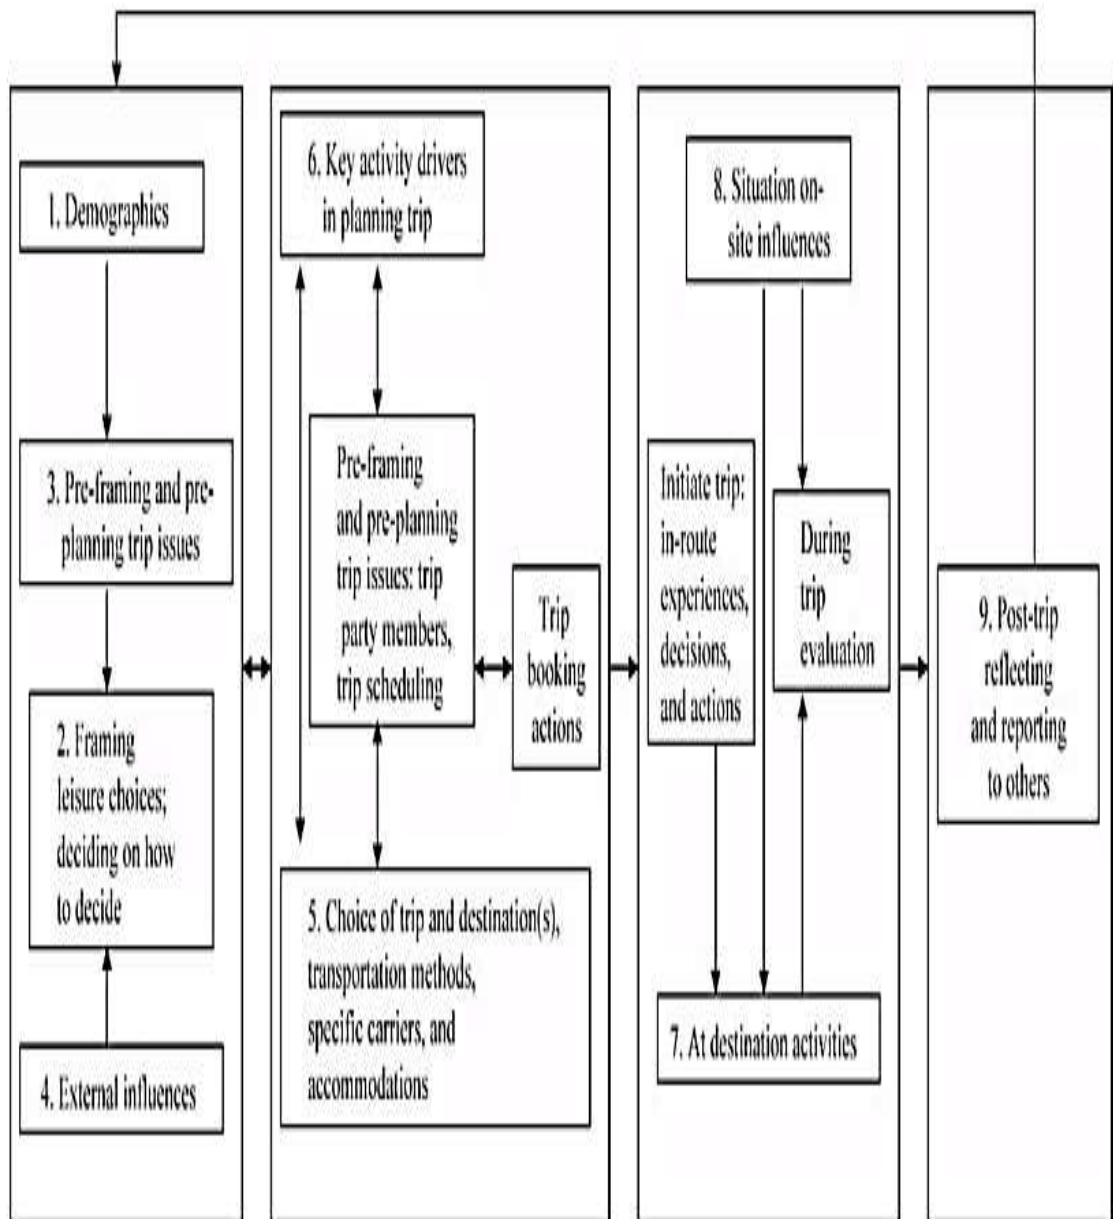 1. Demographics
3. Pre-framing and pre-
planning trip issues
2. Framing
leisure choices;
deciding on how
to decide
4. External influences
6. Key activity drivers
in planning trip
Pre-framing
and pre-planning
trip issues: trip
party members,
trip scheduling
Trip
booking
actions
5. Choice of trip and destination(s),
transportation methods,
specific carriers, and
accommodations
8. Situation on-
site influences
Initiate trip:
in-route
experiences,
decisions,
and actions
During
trip
evaluation
7. At destination activities
9. Post-trip
reflecting
and reporting
to others